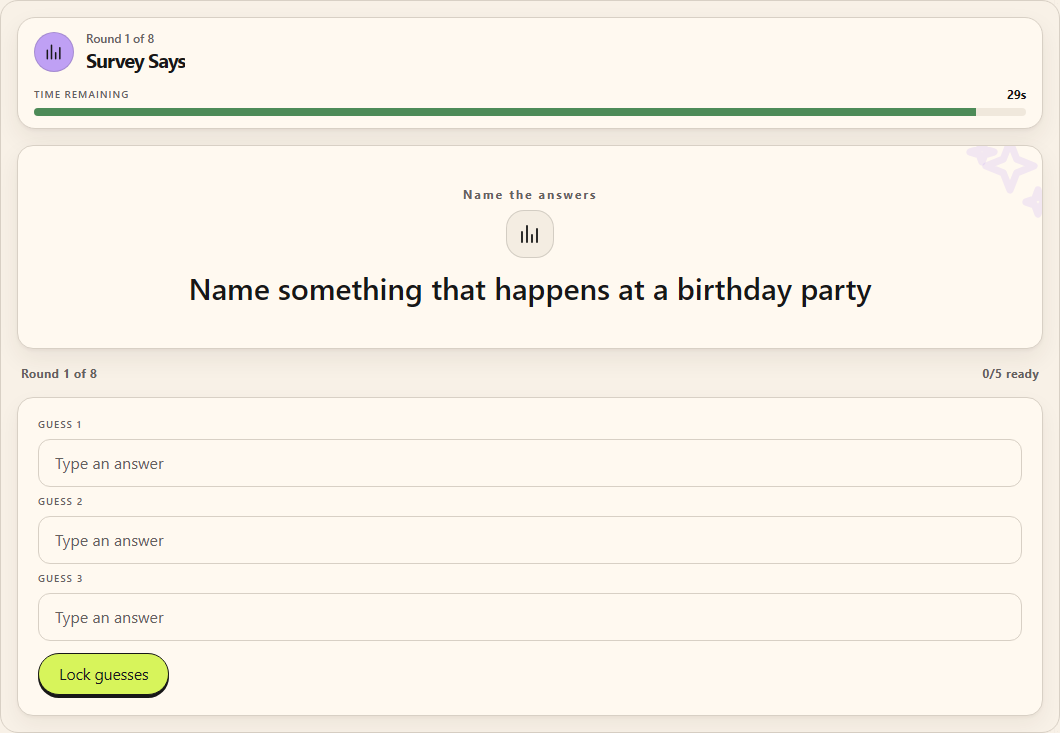 Round 1 of 8
Survey Says
TIME REMAINING
29s
Name the answers
Name something that happens at a birthday party
Round 1 of 8
0/5 ready
GUESS 1
Type an answer
GUESS 2
Type an answer
GUESS 3
Type an answer
Lock guesses